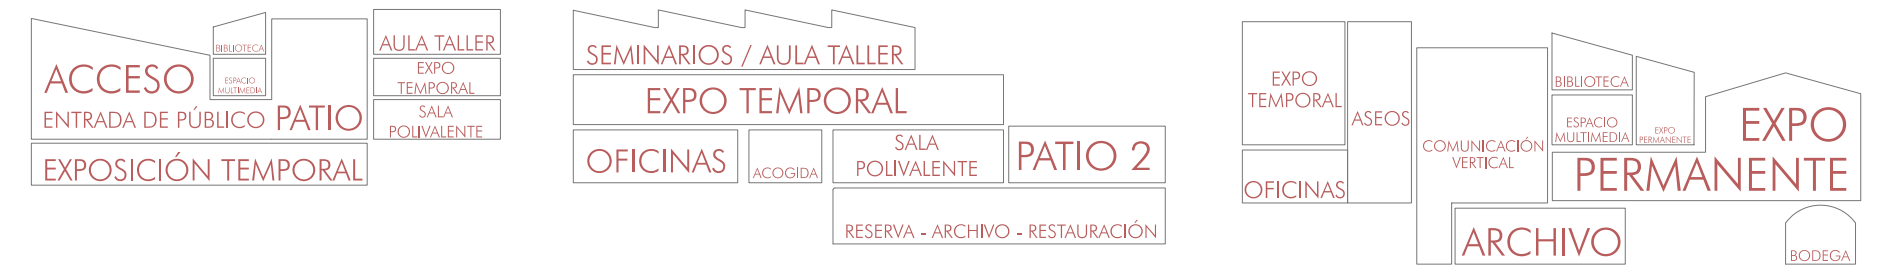 BIBLIOTECA
AULA TALLER
ACCESO
ESPACIO
MULTIMEDIA
EXPO
TEMPORAL
ENTRADA DE PÚBLICO
PATIO
SALA
POLIVALENTE
EXPOSICIÓN TEMPORAL
SEMINARIOS / AULA TALLER
EXPO TEMPORAL
OFICINAS
ACOGIDA
SALA
POLIVALENTE
PATIO 2
RESERVA - ARCHIVO - RESTAURACIÓN
EXPO
TEMPORAL
ASEOS
OFICINAS
COMUNICACIÓN
VERTICAL
BIBLIOTECA
ESPACIO
MULTIMEDIA
EXPO
PERMANENTE
EXPO
PERMANENTE
ARCHIVO
BODEGA